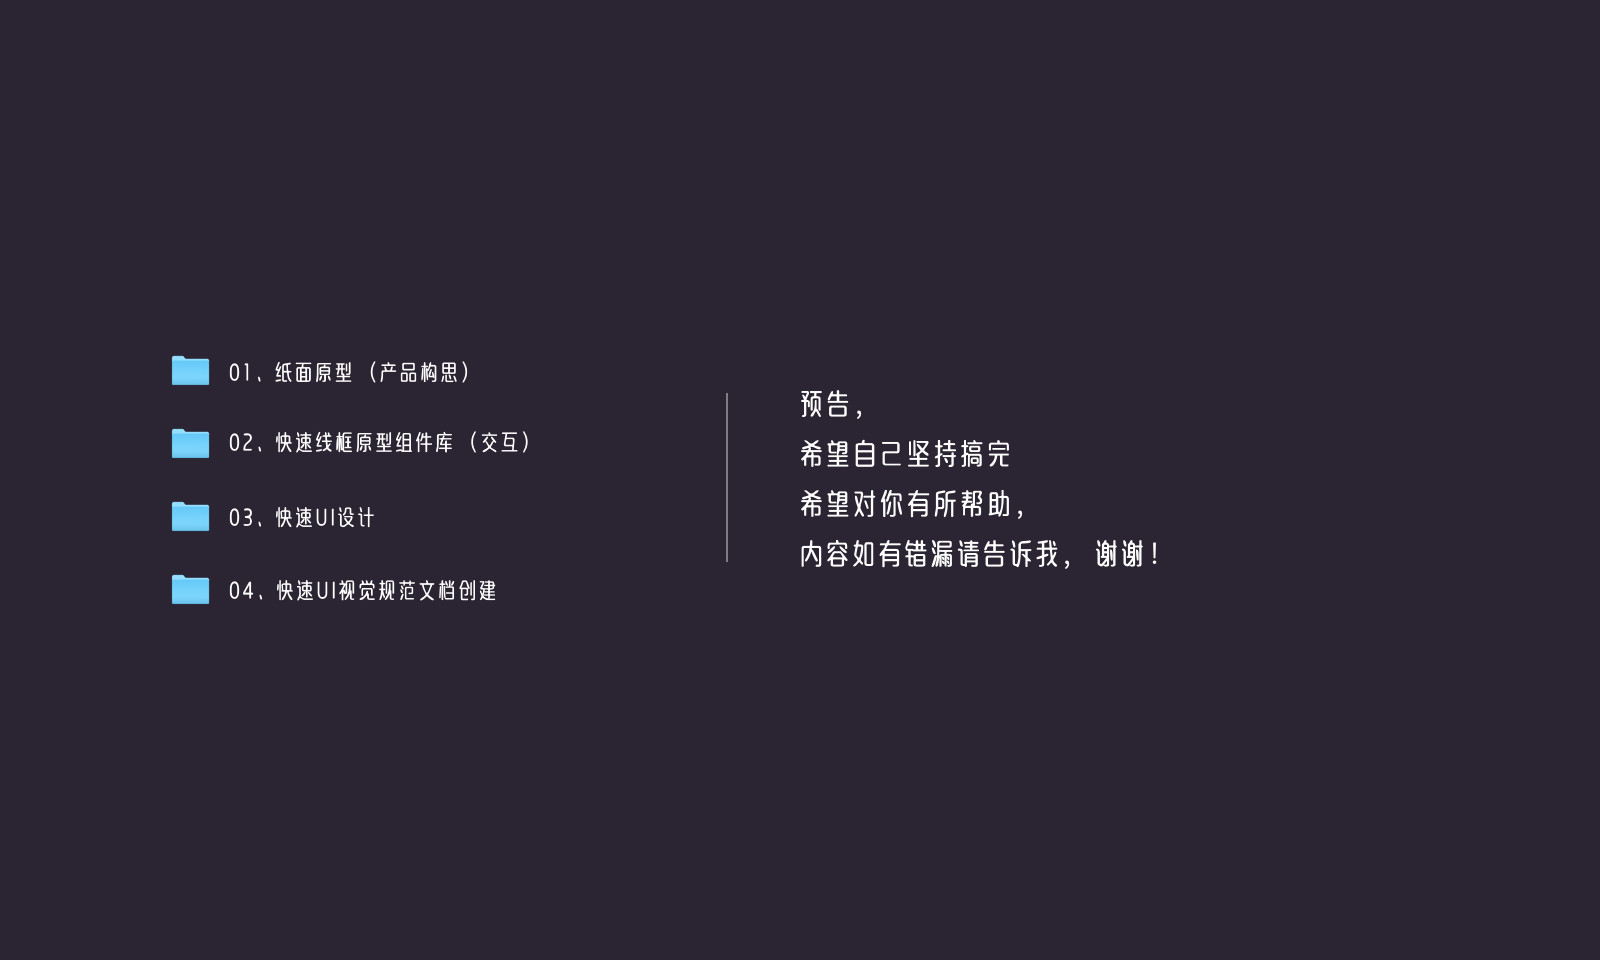 01、纸面原型（产品构思）
02、快速线框原型组件库（交互）
03、快速UI设计
04、快速UI视觉规范文档创建
预告，
希望自己坚持搞完
希望对你有所帮助，
内容如有错漏请告诉我， 谢谢！